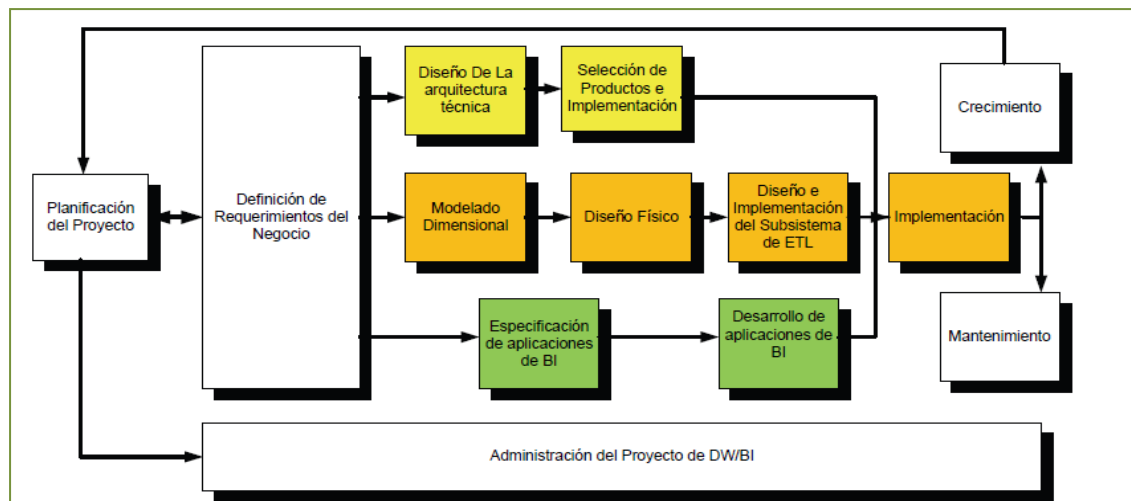 Diseño De La
arquitectura
técnica
Selección de
Productos e
Implementación
Crecimiento
Planificación
del Proyecto
Definición de
Requerimientos del
Negocio
Modelado
Dimensional
Diseño Físico
Diseño e
Implementación
del Subsistema
de ETL
Implementación
Especificación
de aplicaciones
de BI
Desarrollo de
aplicaciones de
BI
Mantenimiento
Administración del Proyecto de DW/BI